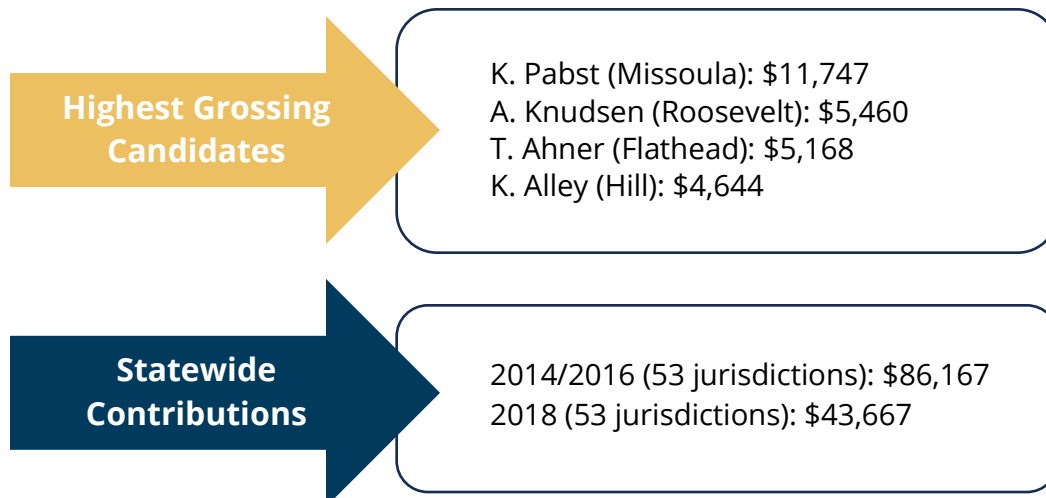 Highest Grossing
Candidates
K. Pabst (Missoula): $11,747
A. Knudsen (Roosevelt): $5,460
T. Ahner (Flathead): $5,168
K. Alley (Hill): $4,644
Statewide
Contributions
2014/2016 (53 jurisdictions): $86,167
2018 (53 jurisdictions): $43,667